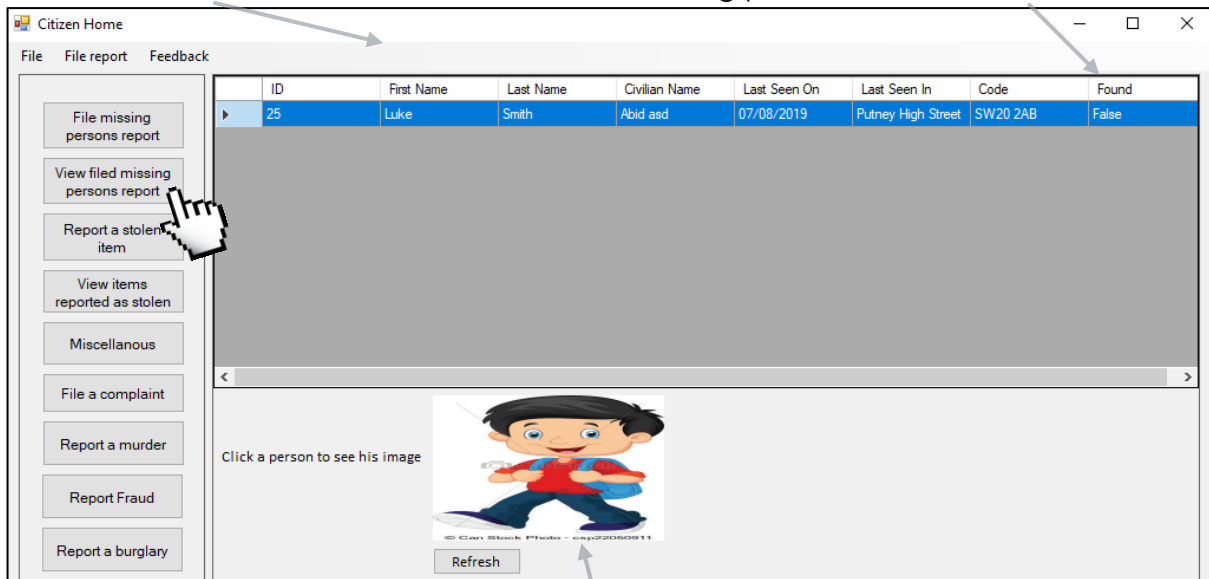 Citizen Home
File File report Feedback
ID First Name Last Name Civilian Name Last Seen On Last Seen In Code Found
25 Luke Smith Abid asd 07/08/2019 Putney High Street SW20 2AB False
File missing
persons report
View filed missing
persons report
Report a stolen
item
View items
reported as stolen
Miscellanous
File a complaint
Report a murder
Report Fraud
Report a burglary
Click a person to see his image
© Can Stock Photo - csp22050911
Refresh